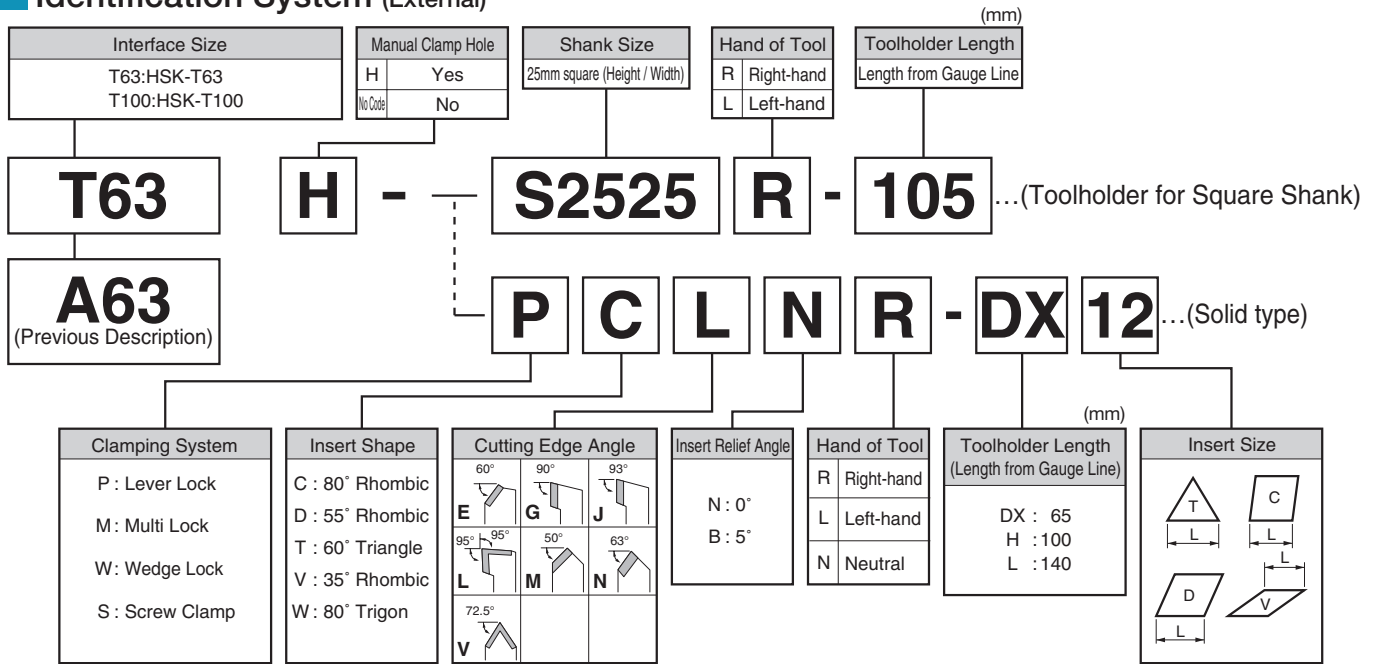 Identification System (External)
(mm)
Interface Size
T63:HSK-T63
T100:HSK-T100
Manual Clamp Hole
H Yes
No Code No
Shank Size
25mm square (Height / Width)
Hand of Tool
R Right-hand
L Left-hand
Toolholder Length
Length from Gauge Line
T63 H - S2525 R - 105 ...(Toolholder for Square Shank)
A63
(Previous Description)
P C L N R - DX 12 ...(Solid type)
Clamping System
P : Lever Lock
M : Multi Lock
W : Wedge Lock
S : Screw Clamp
Insert Shape
C : 80˚ Rhombic
D : 55˚ Rhombic
T : 60˚ Triangle
V : 35˚ Rhombic
W : 80˚ Trigon
Cutting Edge Angle
60° 90° 93°
E G J
95° 95° 50° 63°
L M N
72.5°
V
Insert Relief Angle
N : 0˚
B : 5˚
Hand of Tool
R Right-hand
L Left-hand
N Neutral
(mm)
Toolholder Length
(Length from Gauge Line)
DX : 65
H :100
L :140
Insert Size
T C
L L
L
D V
L